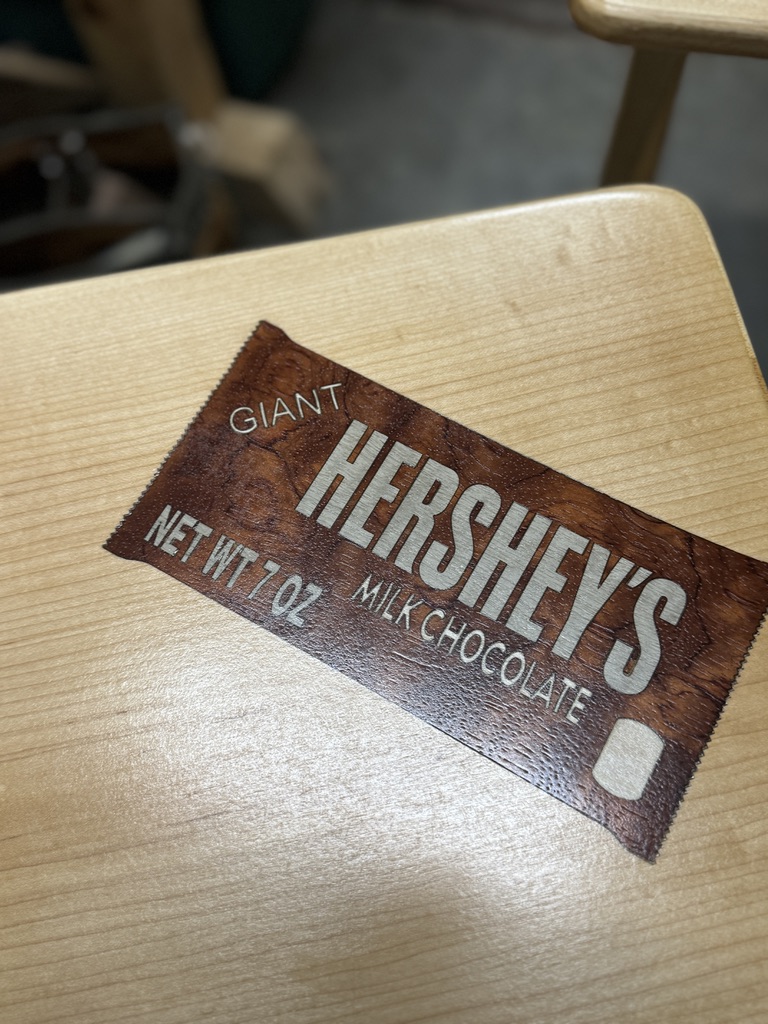 GIANT
HERSHEY'S
MILK CHOCOLATE
NET WT 7 OZ